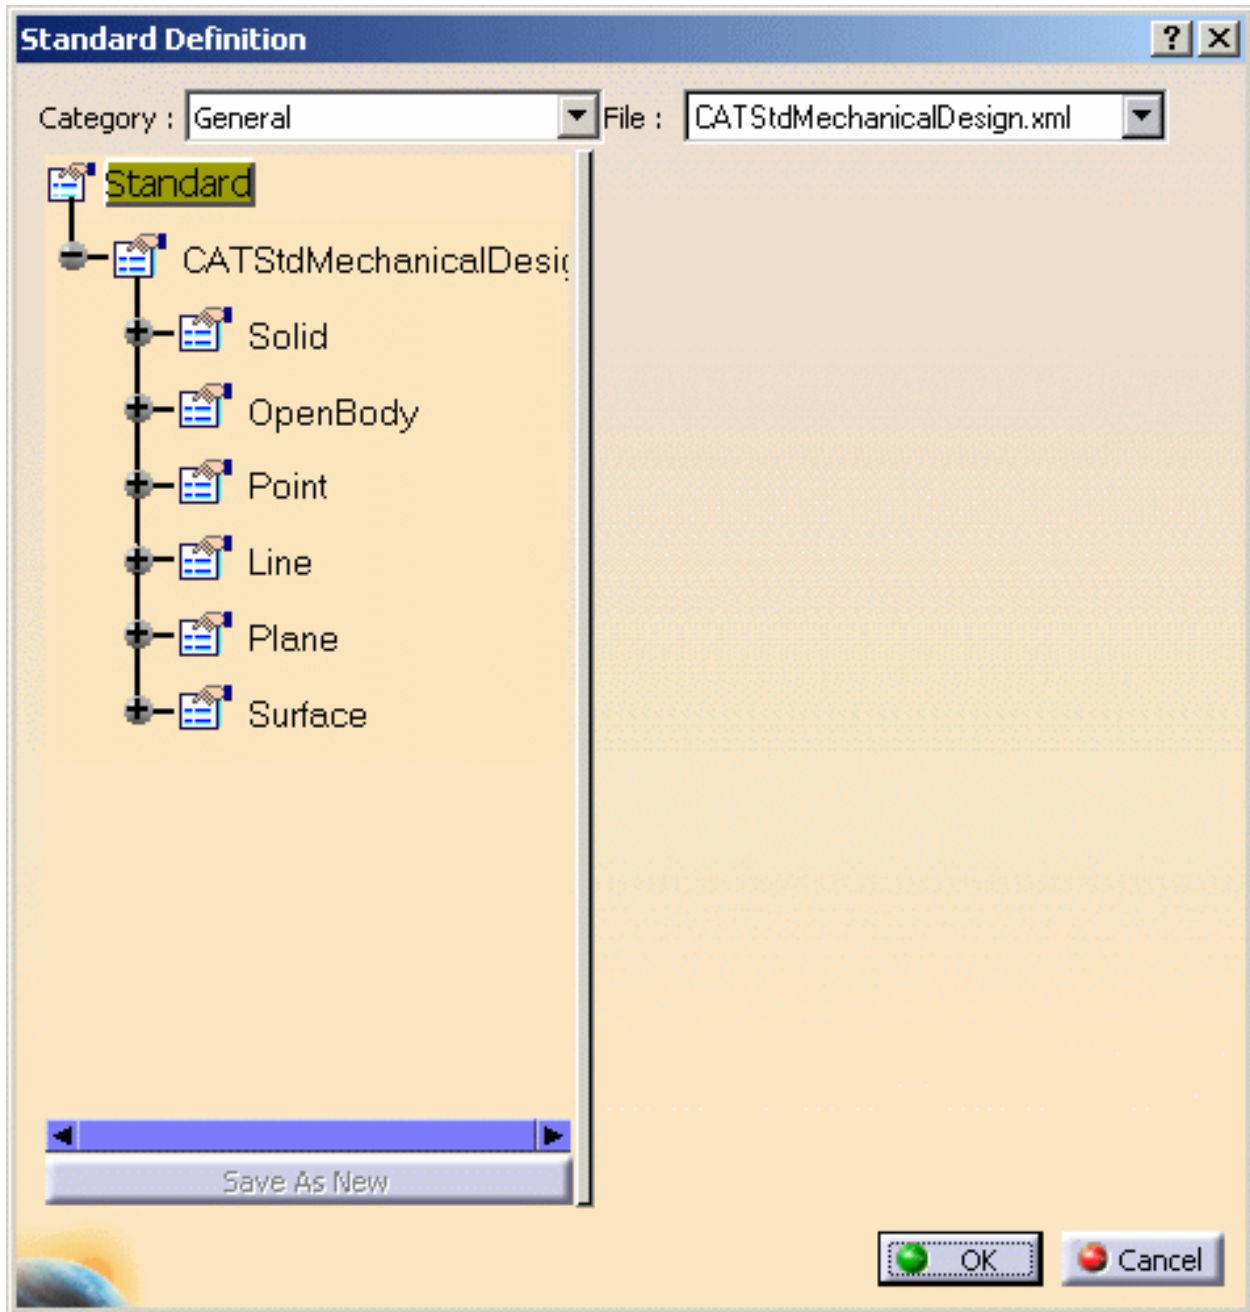 Standard Definition
Category : General File : CATStdMechanicalDesign.xml
Standard
CATStdMechanicalDesi
Solid
OpenBody
Point
Line
Plane
Surface
Save As New
OK Cancel